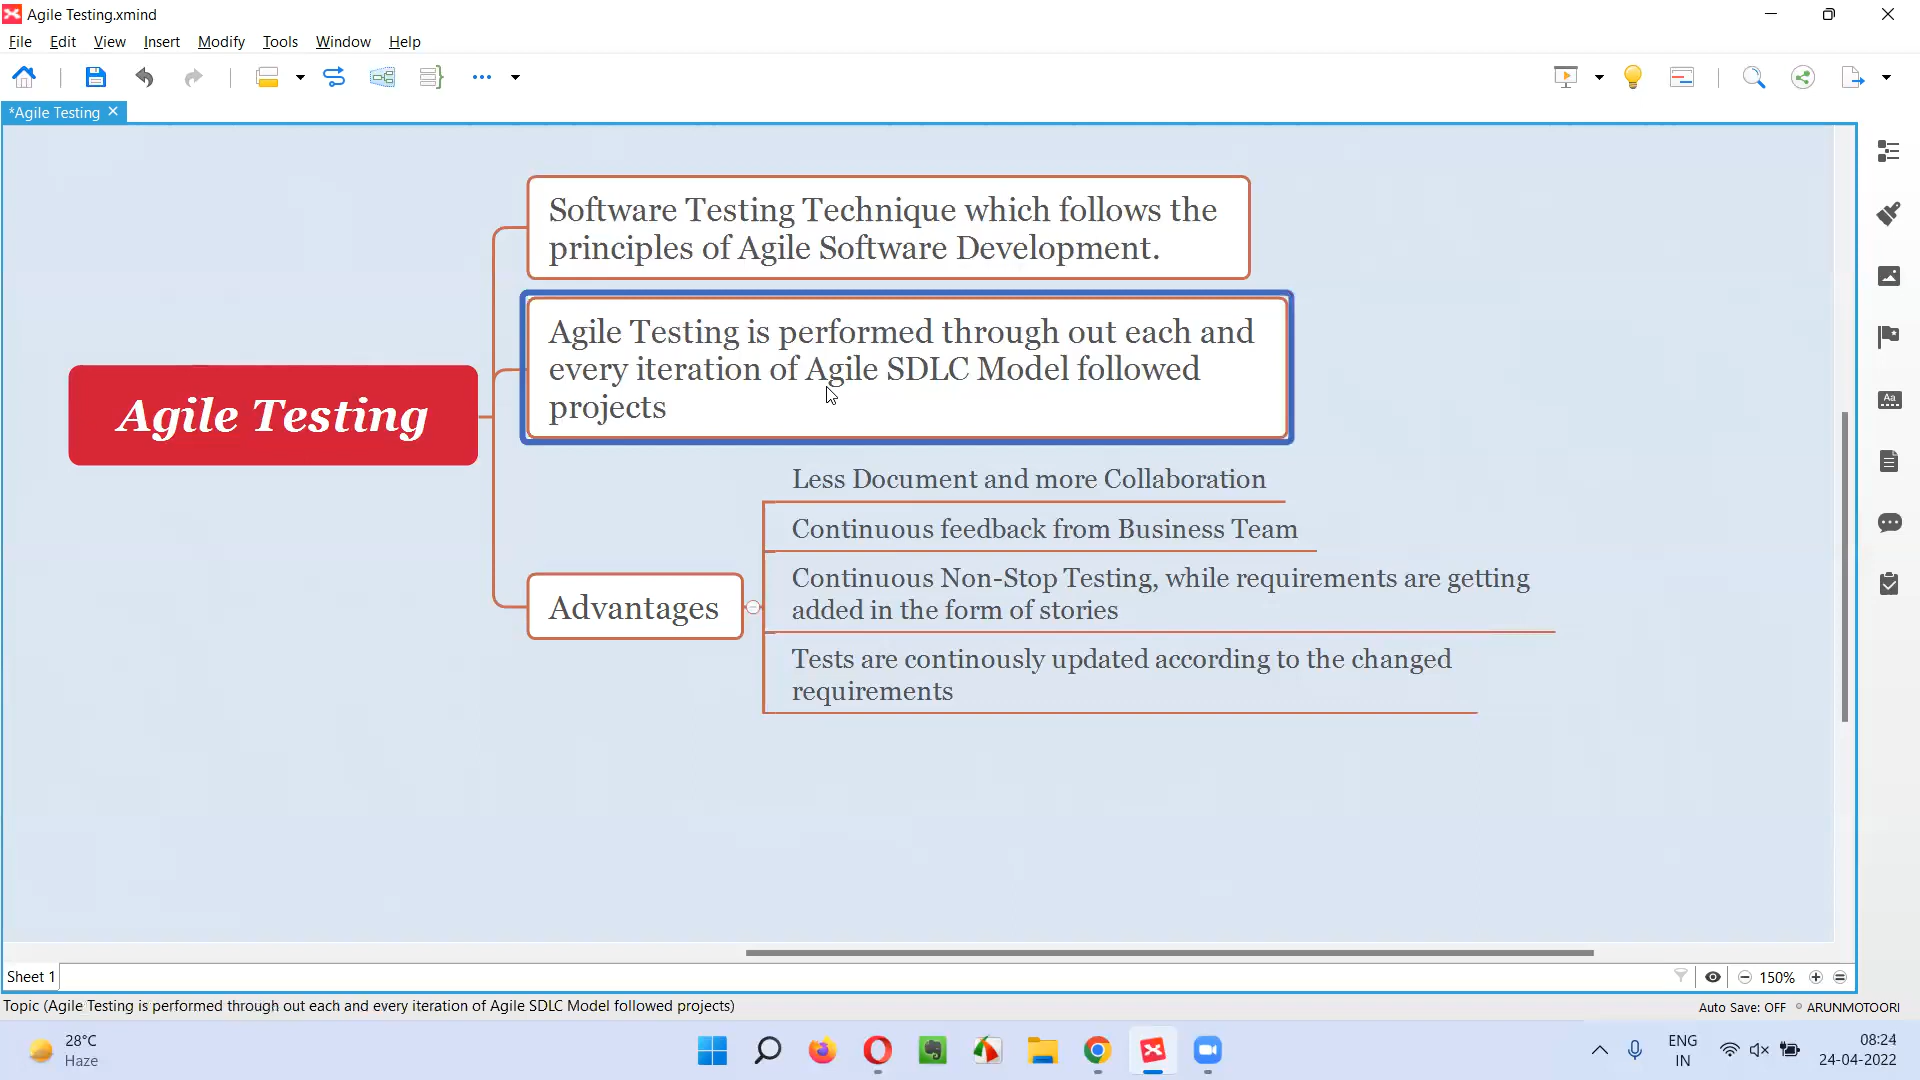 Agile Testing.xmind
File Edit View Insert Modify Tools Window Help
*Agile Testing
Software Testing Technique which follows the
principles of Agile Software Development.
Agile Testing is performed through out each and
every iteration of Agile SDLC Model followed
projects
Agile Testing
Less Document and more Collaboration
Continuous feedback from Business Team
Continuous Non-Stop Testing, while requirements are getting
added in the form of stories
Advantages
Tests are continously updated according to the changed
requirements
Aa
Sheet 1
150%
Topic (Agile Testing is performed through out each and every iteration of Agile SDLC Model followed projects)
Auto Save: OFF ARUNMOTOORI
28°C
Haze
ENG
IN
08:24
24-04-2022